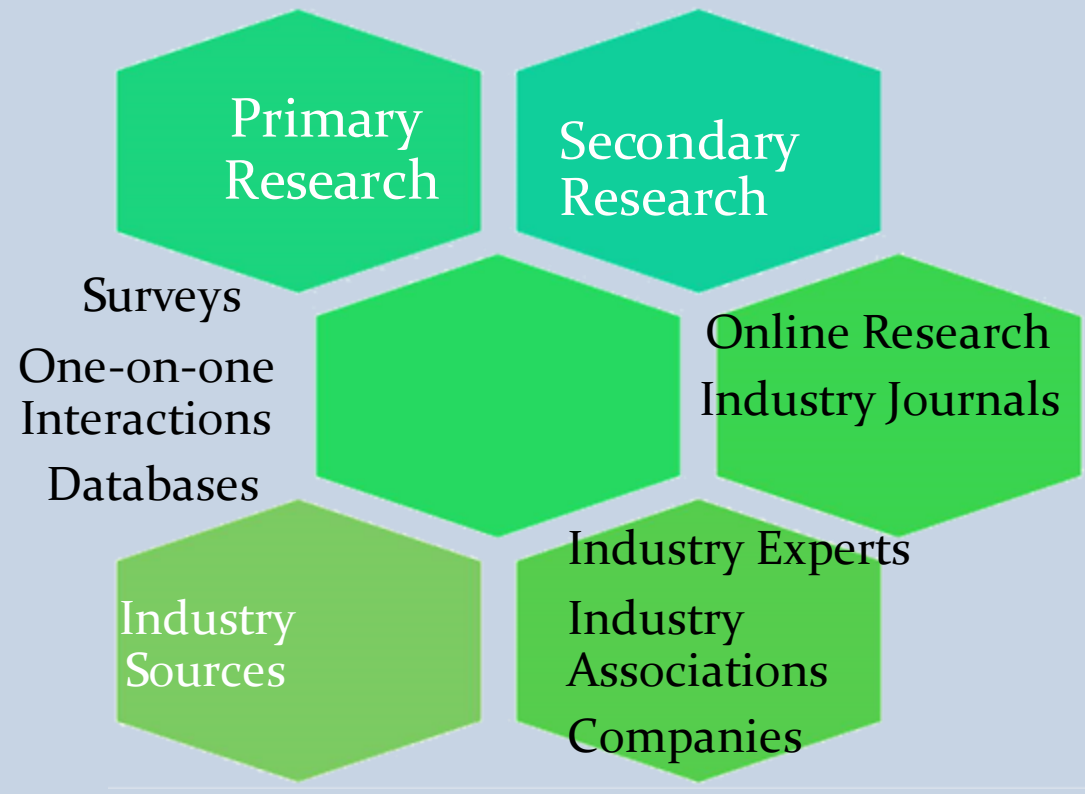 Primary
Research
Secondary
Research
Surveys
One-on-one
Interactions
Databases
Online Research
Industry Journals
Industry
Sources
Industry Experts
Industry
Associations
Companies